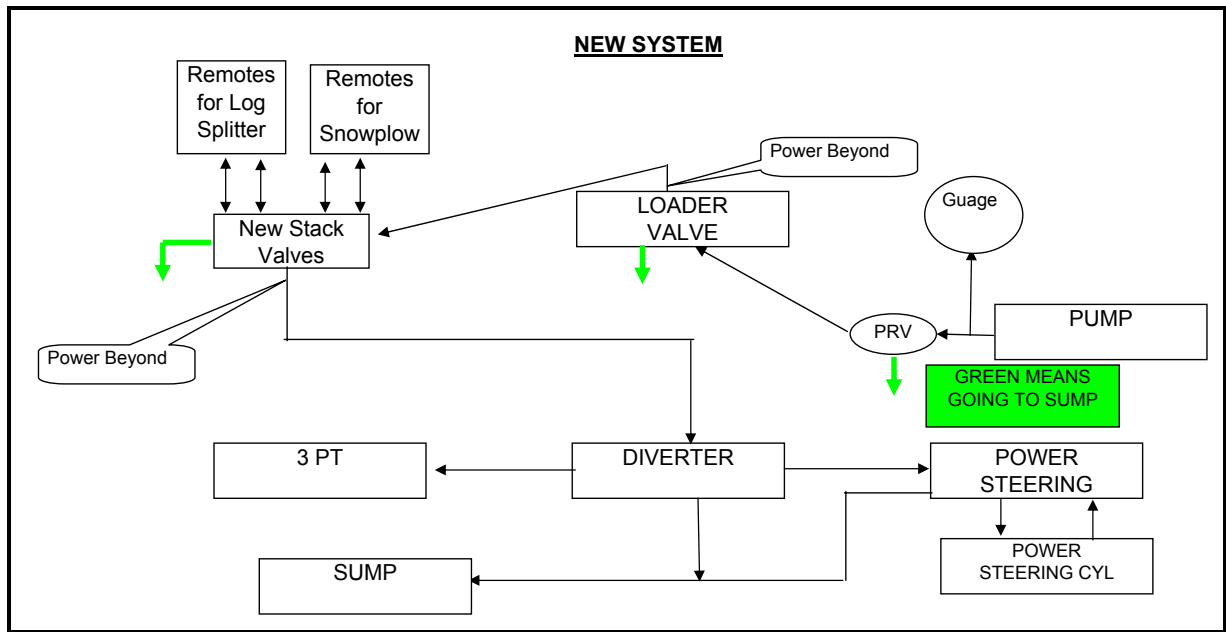 NEW SYSTEM
Remotes
for Log
Splitter
Remotes
for
Snowplow
Power Beyond
LOADER
VALVE
Guage
New Stack
Valves
PUMP
PRV
Power Beyond
GREEN MEANS
GOING TO SUMP
3 PT
DIVERTER
POWER
STEERING
POWER
STEERING CYL
SUMP